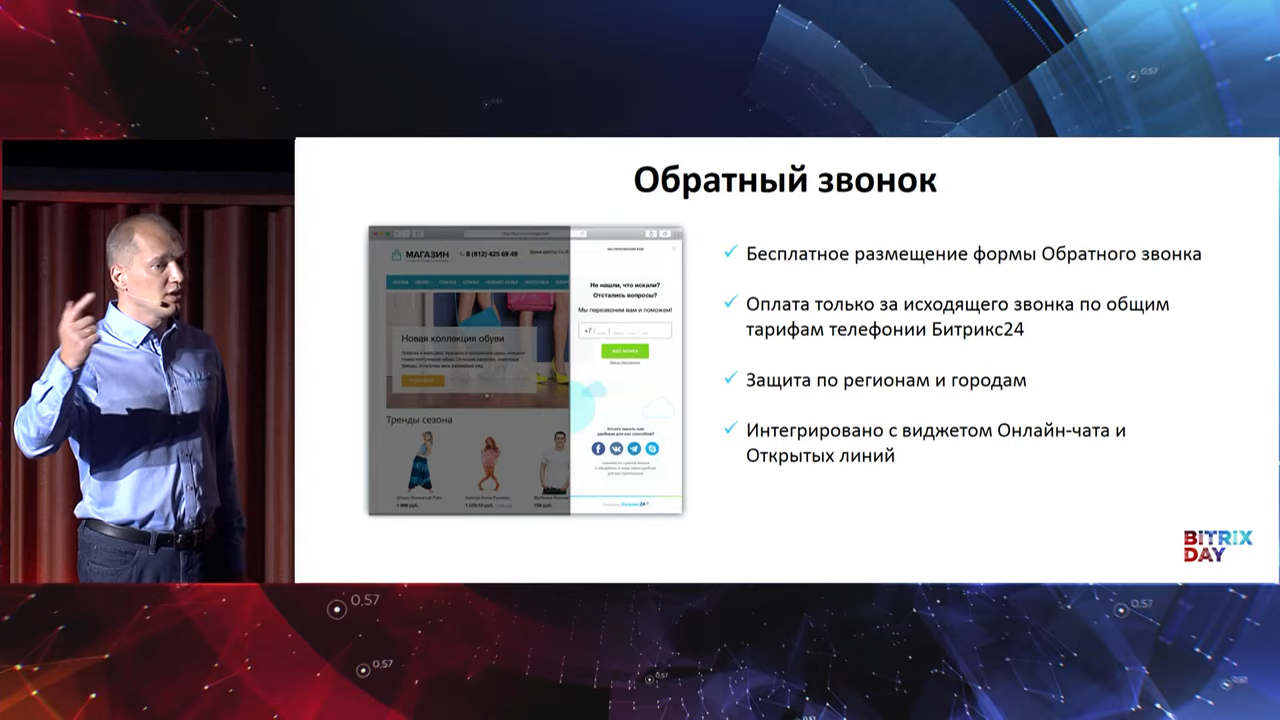 Обратный звонок
Бесплатное размещение формы Обратного звонка
Оплата только за исходящего звонка по общим
тарифам телефонии Битрикс24
Защита по регионам и городам
Интегрировано с виджетом Онлайн-чата и
Открытых линий
МАГАЗИН
8 (812) 425 69 49
Новая коллекция обуви
Тренды сезона
Не нашли, что искали?
Остались вопросы?
Мы перезвоним вам и поможем!
+7
BITRIX
DAY
0,57
0,57
0,57
0,57
0,57